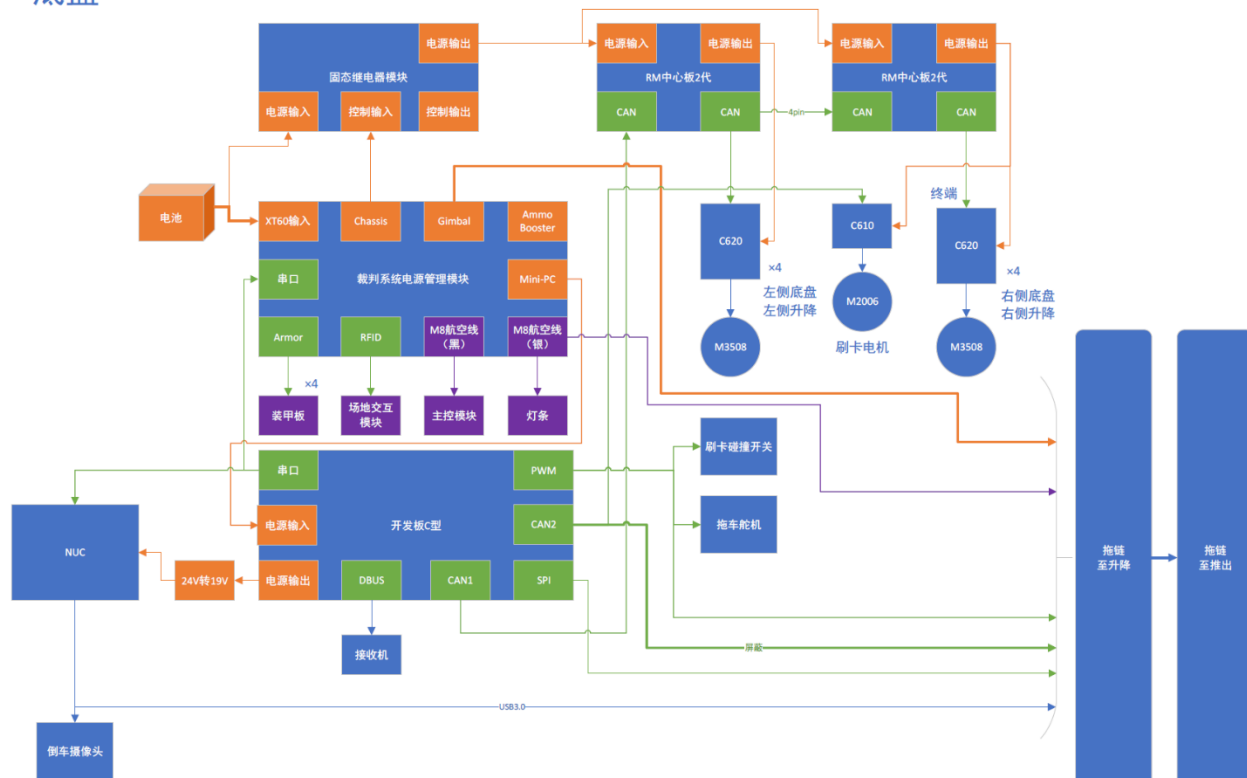 电源输出
固态继电器模块
电源输入
控制输入
控制输出
电源输入
电源输出
RM中心板2代
CAN
CAN
4pin
电源输入
电源输出
RM中心板2代
CAN
CAN
电池
XT60输入
Chassis
Gimbal
Ammo
Booster
串口
裁判系统电源管理模块
Mini-PC
Armor
RFID
M8航空线
（黑）
M8航空线
（银）
×4
装甲板
场地交互
模块
主控模块
灯条
C620
×4
左侧底盘
左侧升降
M3508
C610
M2006
刷卡电机
终端
C620
×4
右侧底盘
右侧升降
M3508
串口
PWM
电源输入
开发板C型
CAN2
电源输出
DBUS
CAN1
SPI
NUC
24V转19V
接收机
刷卡碰撞开关
拖车舵机
屏蔽
USB3.0
倒车摄像头
拖链
至升降
拖链
至推出